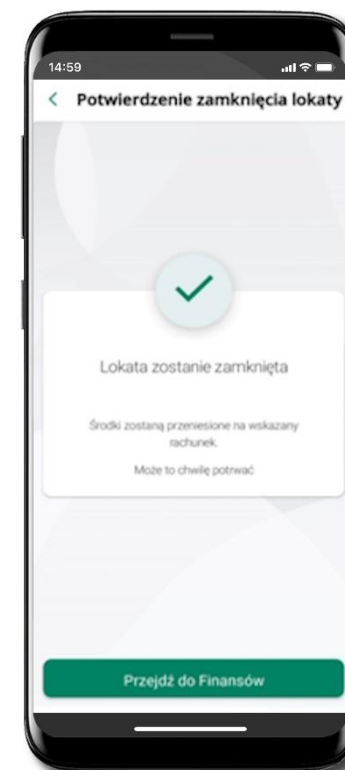 14:59
Potwierdzenie zamknięcia lokaty
Lokata zostanie zamknięta
Środki zostaną przeniesione na wskazany
rachunek.
Może to chwilę potrwać
Przejdź do Finansów